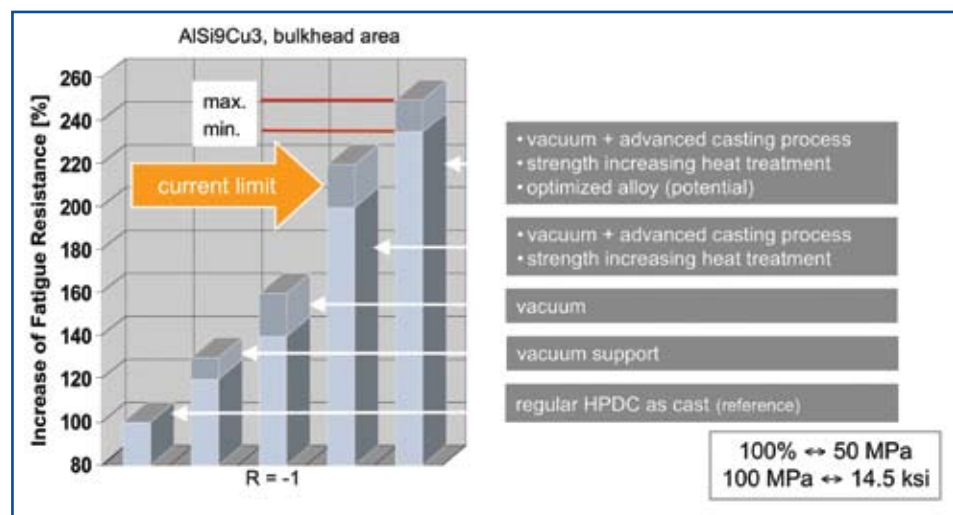 AlSi9Cu3, bulkhead area
Increase of Fatigue Resistance [%]
260
240
220
200
180
160
140
120
100
80
max.
min.
current limit
R = -1
• vacuum + advanced casting process
• strength increasing heat treatment
• optimized alloy (potential)
• vacuum + advanced casting process
• strength increasing heat treatment
vacuum
vacuum support
regular HPDC as cast (reference)
100% ↔ 50 MPa
100 MPa ↔ 14.5 ksi